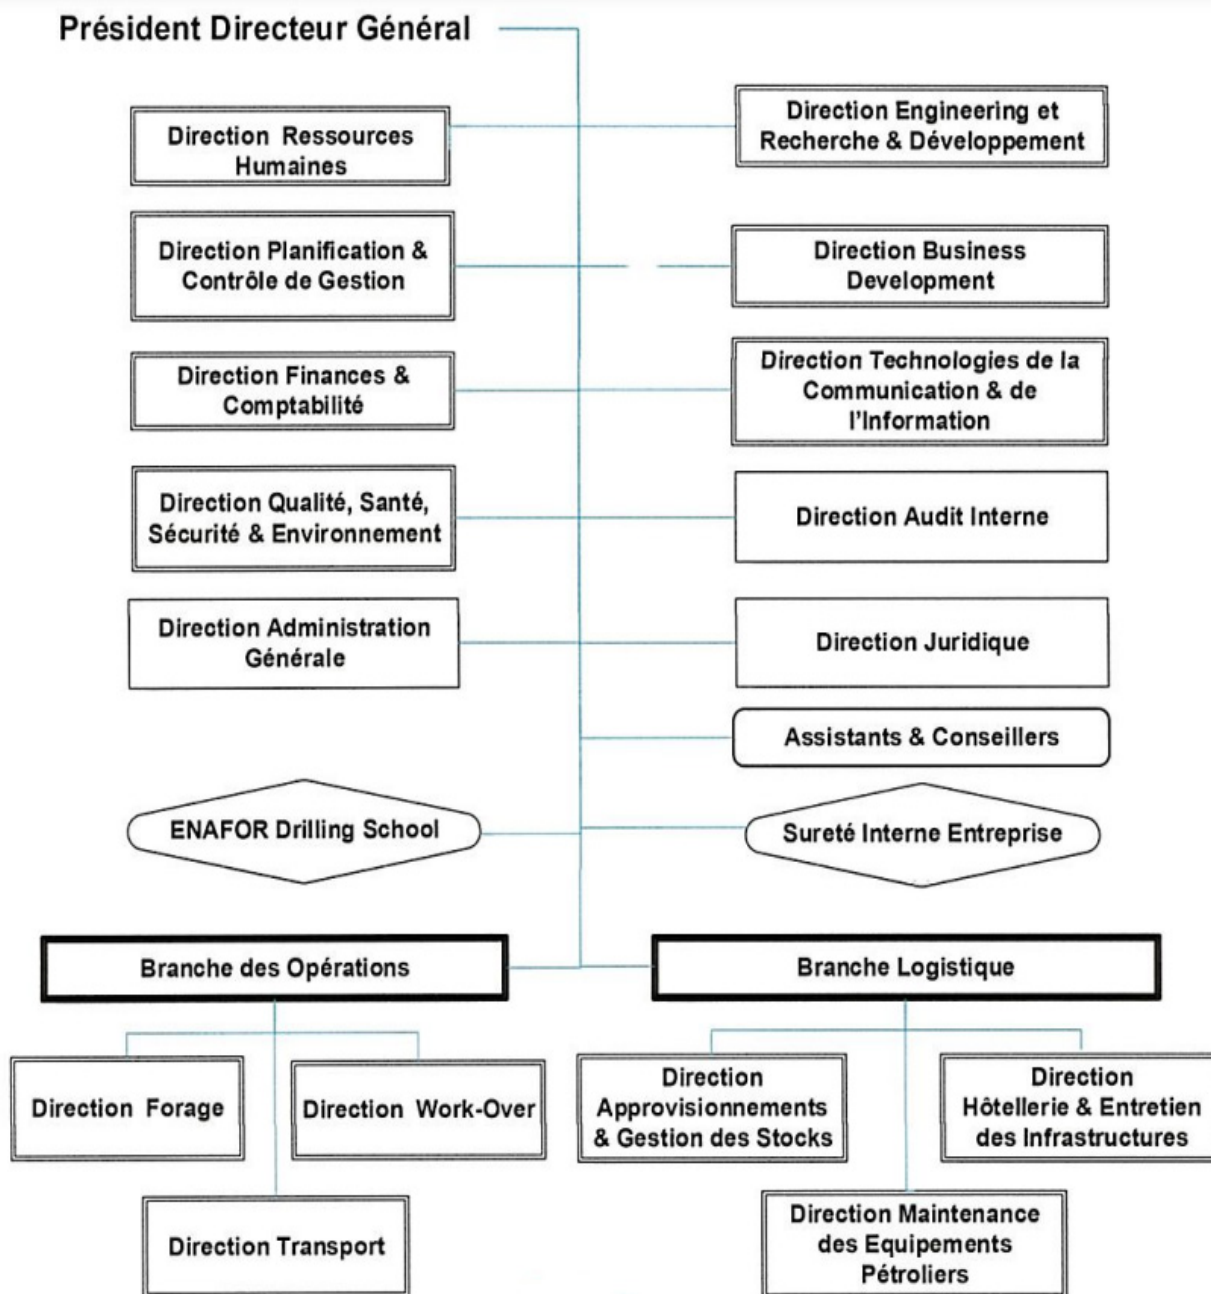 Président Directeur Général
Direction Ressources
Humaines
Direction Engineering et
Recherche & Développement
Direction Planification &
Contrôle de Gestion
Direction Business
Development
Direction Finances &
Comptabilité
Direction Technologies de la
Communication & de
l'Information
Direction Qualité, Santé,
Sécurité & Environnement
Direction Audit Interne
Direction Administration
Générale
Direction Juridique
Assistants & Conseillers
ENAFOR Drilling School
Sureté Interne Entreprise
Branche des Opérations
Branche Logistique
Direction Forage
Direction Work-Over
Direction
Approvisionnements
& Gestion des Stocks
Direction
Hôtellerie & Entretien
des Infrastructures
Direction Transport
Direction Maintenance
des Equipements
Pétroliers